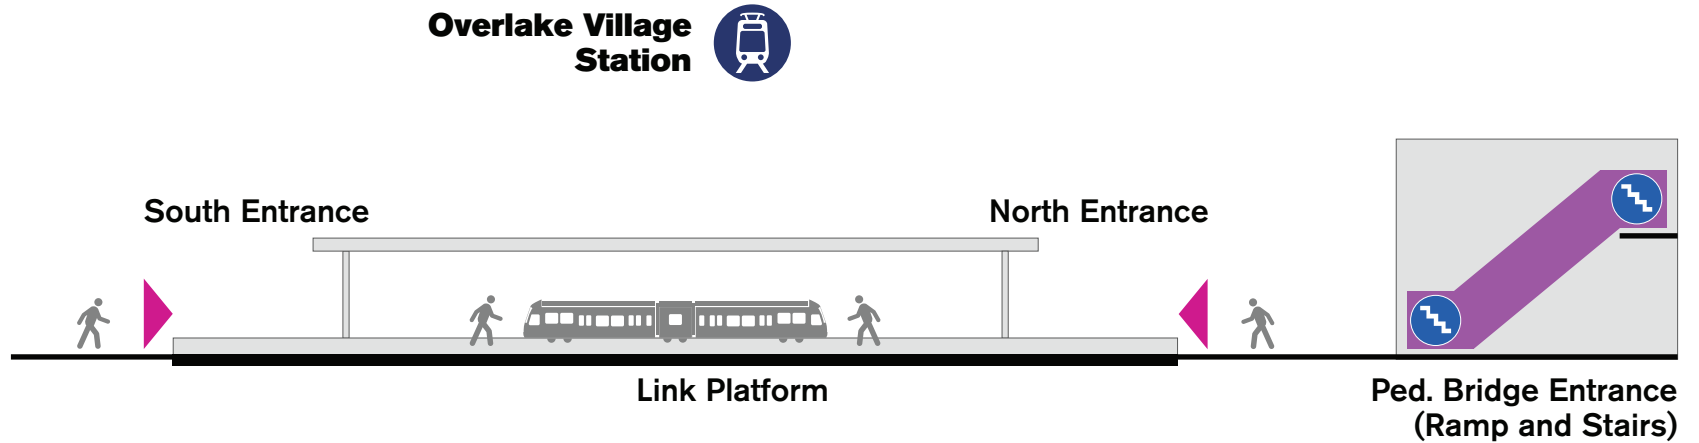 Overlake Village
Station
South Entrance
North Entrance
Link Platform
Ped. Bridge Entrance
(Ramp and Stairs)